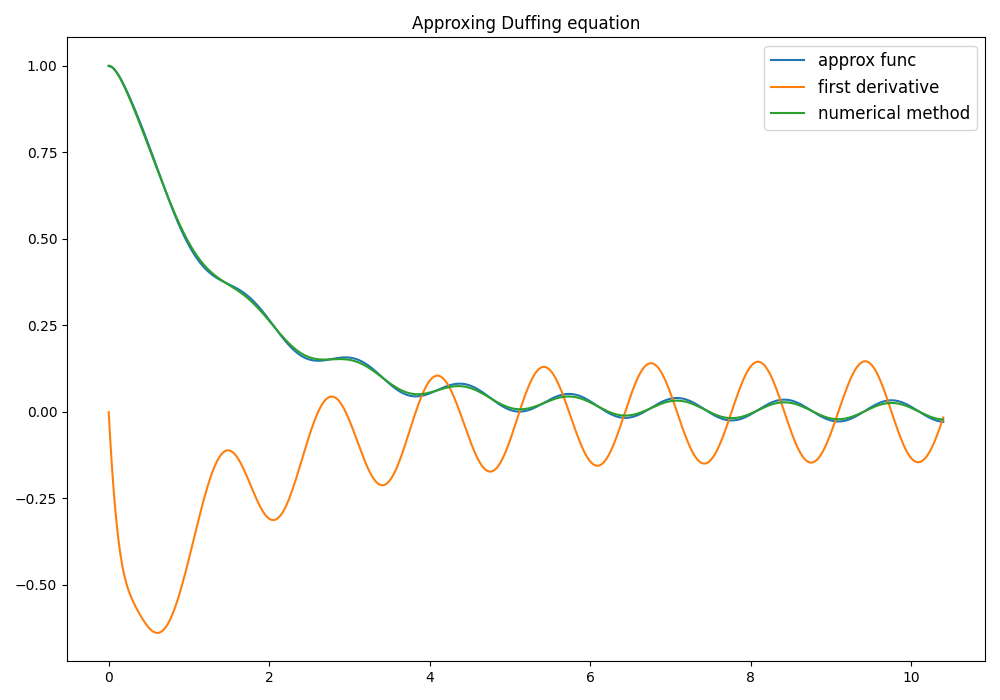 Approxing Duffing equation
approx func
first derivative
numerical method
1.00
0.75
0.50
0.25
0.00
−0.25
−0.50
0 2 4 6 8 10